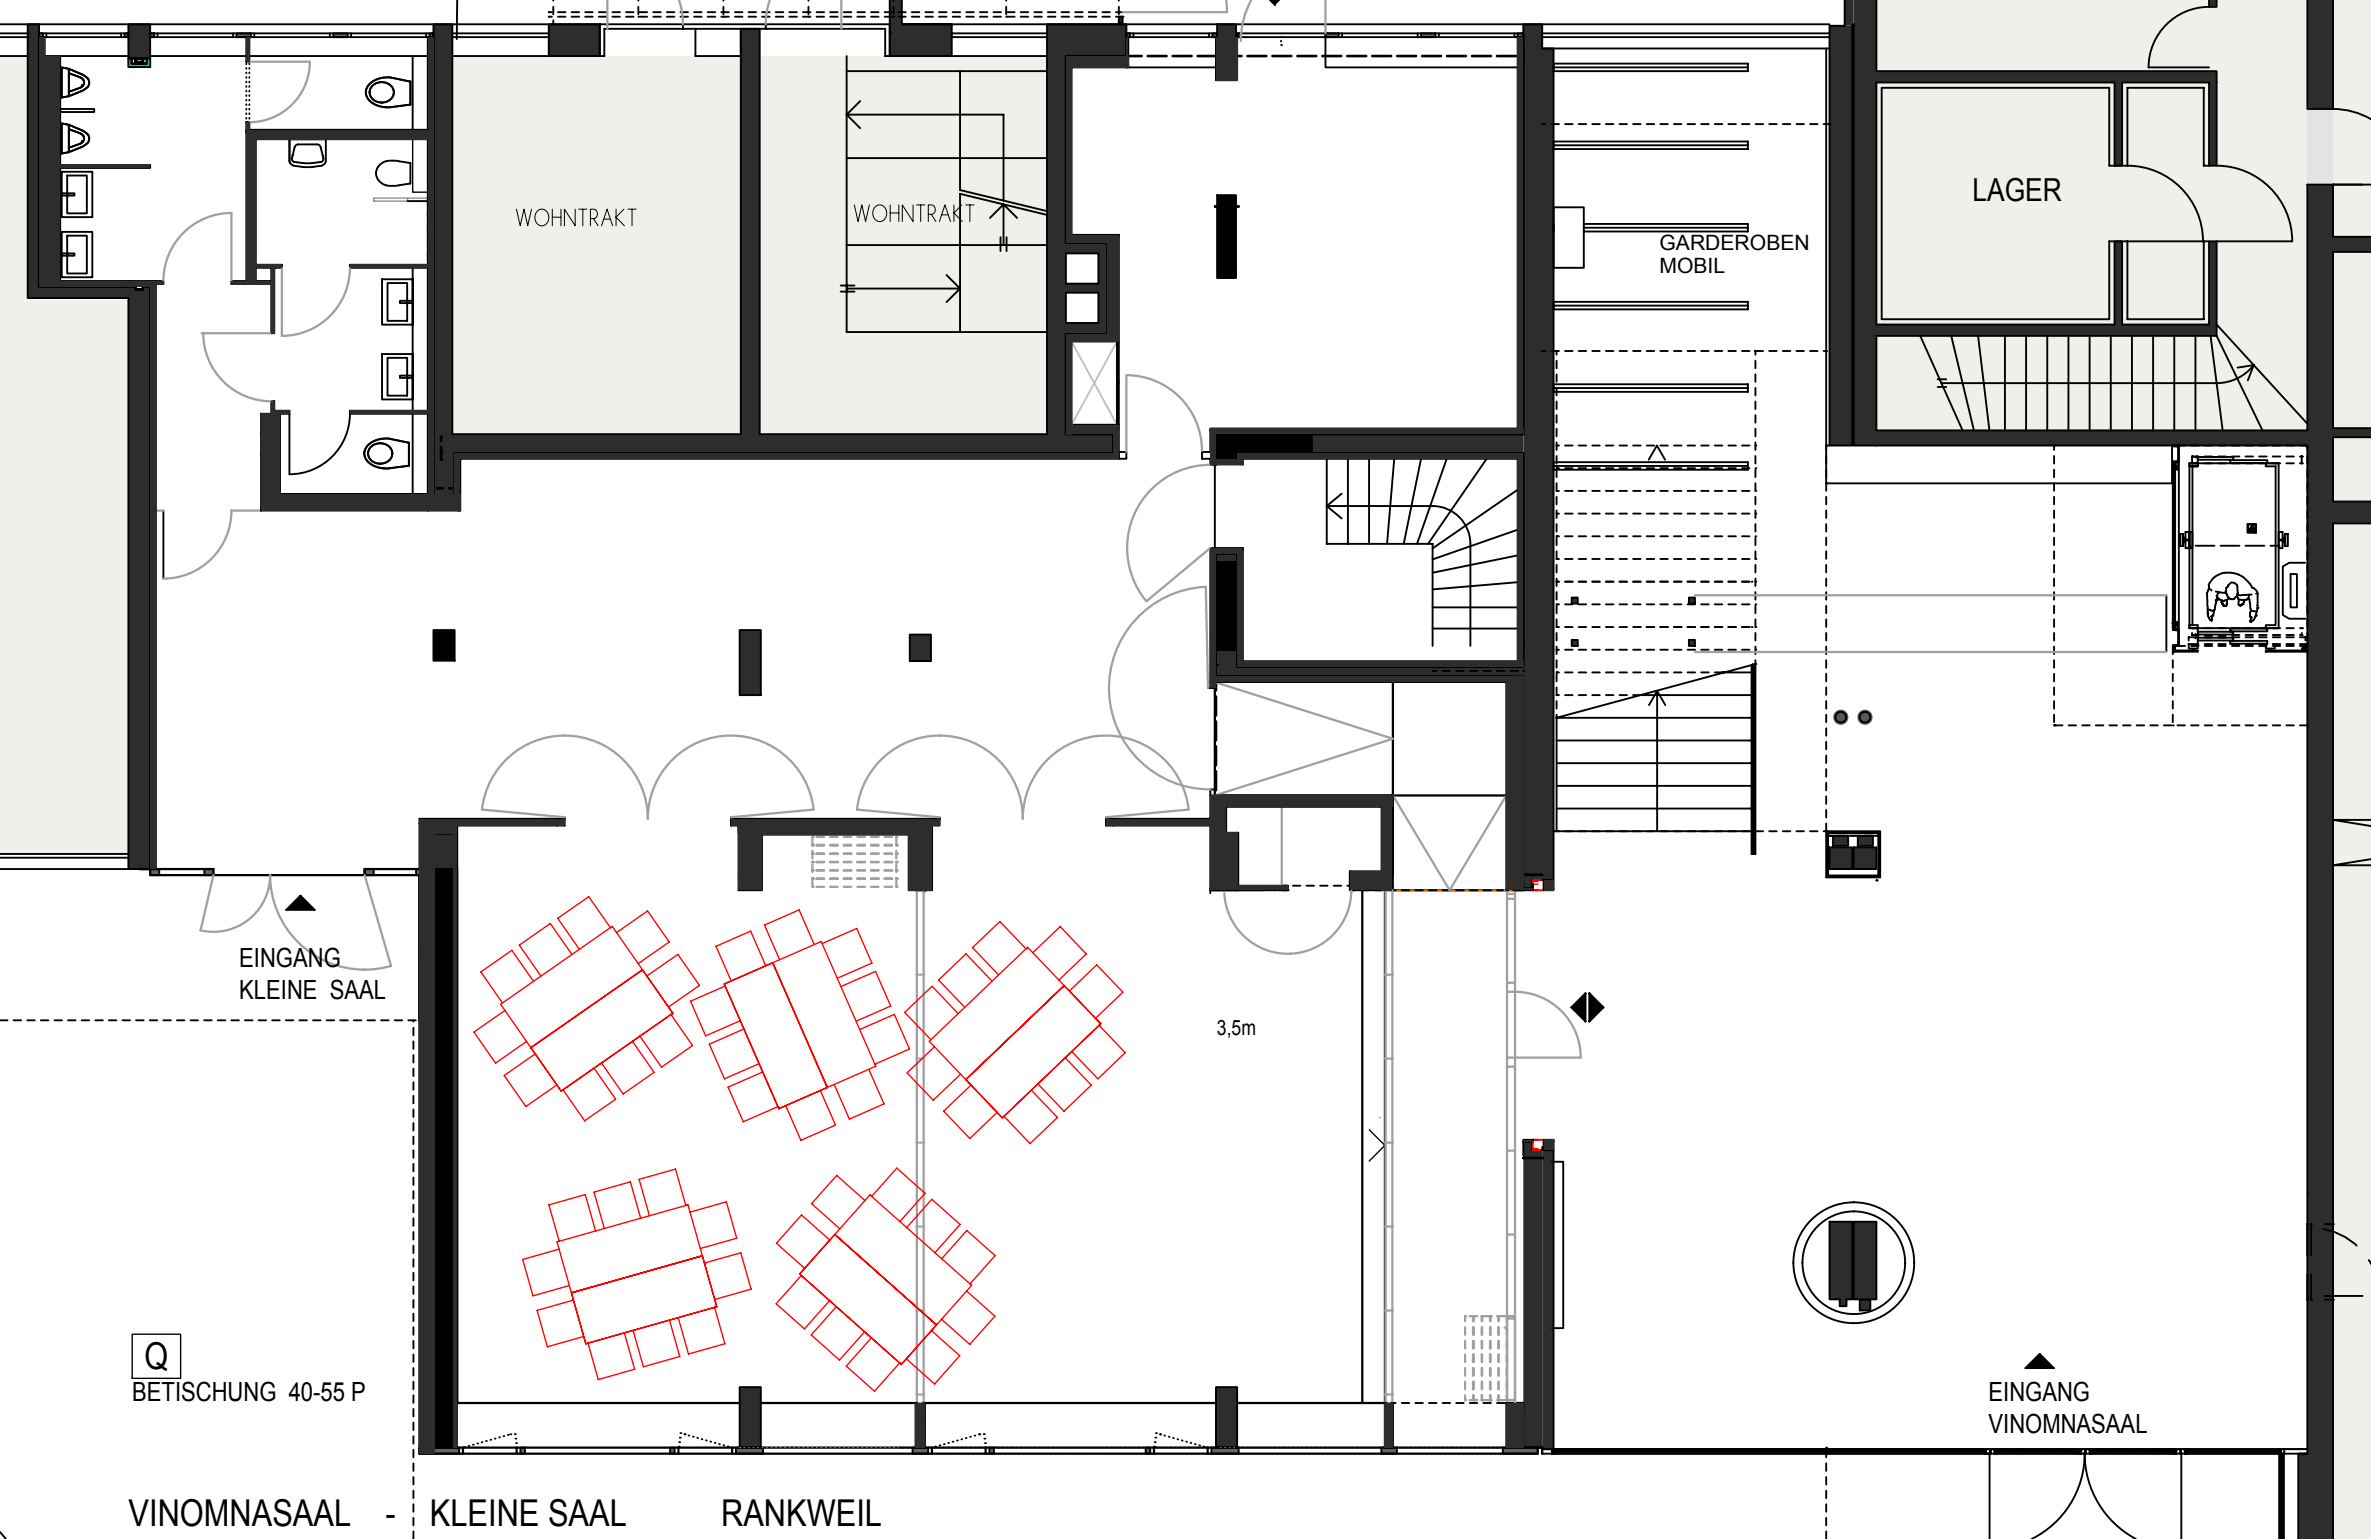 WOHNTRAKT
WOHNTRAKT
LAGER
GARDEROBEN
MOBIL
EINGANG
KLEINE SAAL
3,5m
Q
BETISCHUNG 40-55 P
EINGANG
VINOMNASAAL
VINOMNASAAL - KLEINE SAAL RANKWEIL